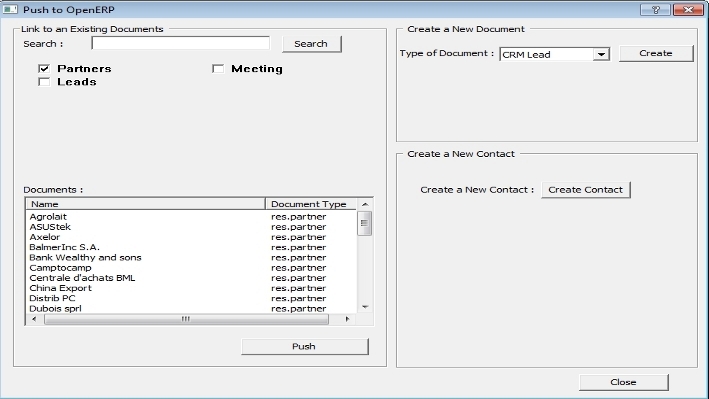 Push to OpenERP
Link to an Existing Documents
Search :
Search
Partners
Meeting
Leads
Documents :
Name Document Type
Agrolait res.partner
ASUStek res.partner
Axelor res.partner
BalmerInc S.A. res.partner
Bank Wealthy and sons res.partner
Camptocamp res.partner
Centrale d'achats BML res.partner
China Export res.partner
Distrib PC res.partner
Dubois sprl res.partner
Push
Create a New Document
Type of Document : CRM Lead Create
Create a New Contact
Create a New Contact : Create Contact
Close